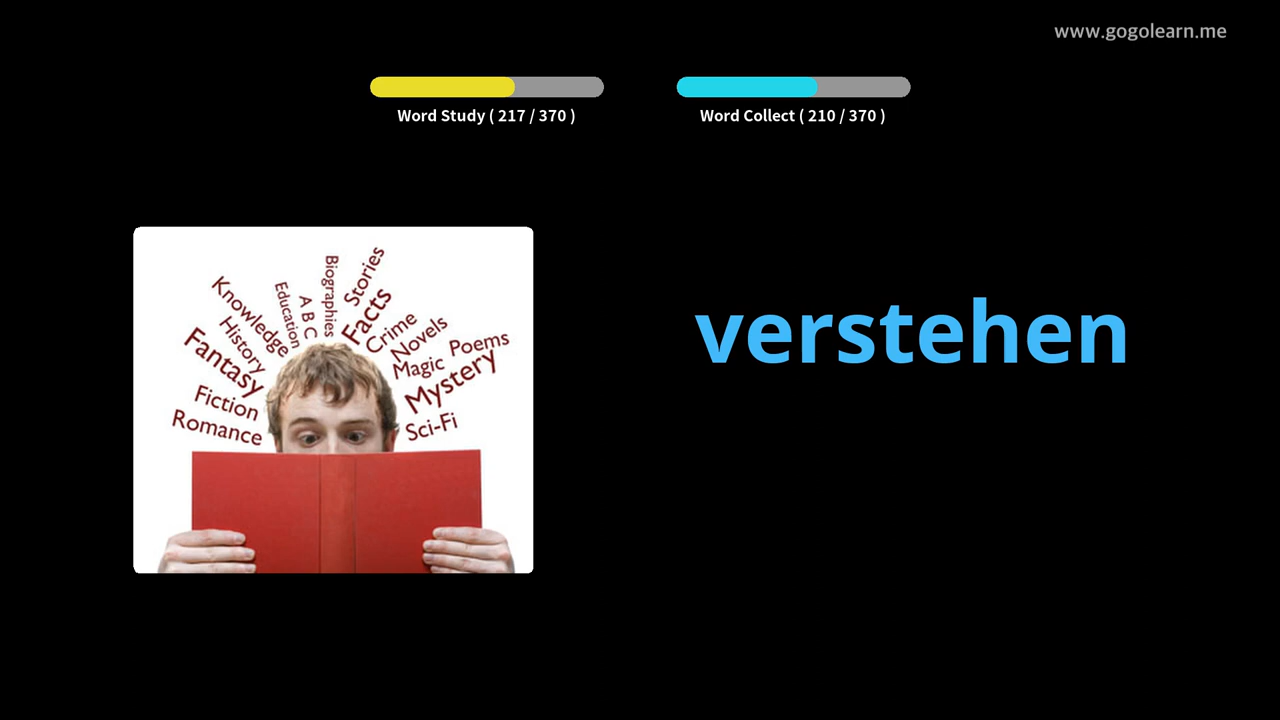 www.gogolearn.me
Word Study ( 217 / 370 )
Word Collect ( 210 / 370 )
verstehen
Romance
Fiction
Fantasy
History
Knowledge
Education
A B C
Biographies
Stories
Facts
Crime
Novels
Magic
Poems
Mystery
Sci-Fi